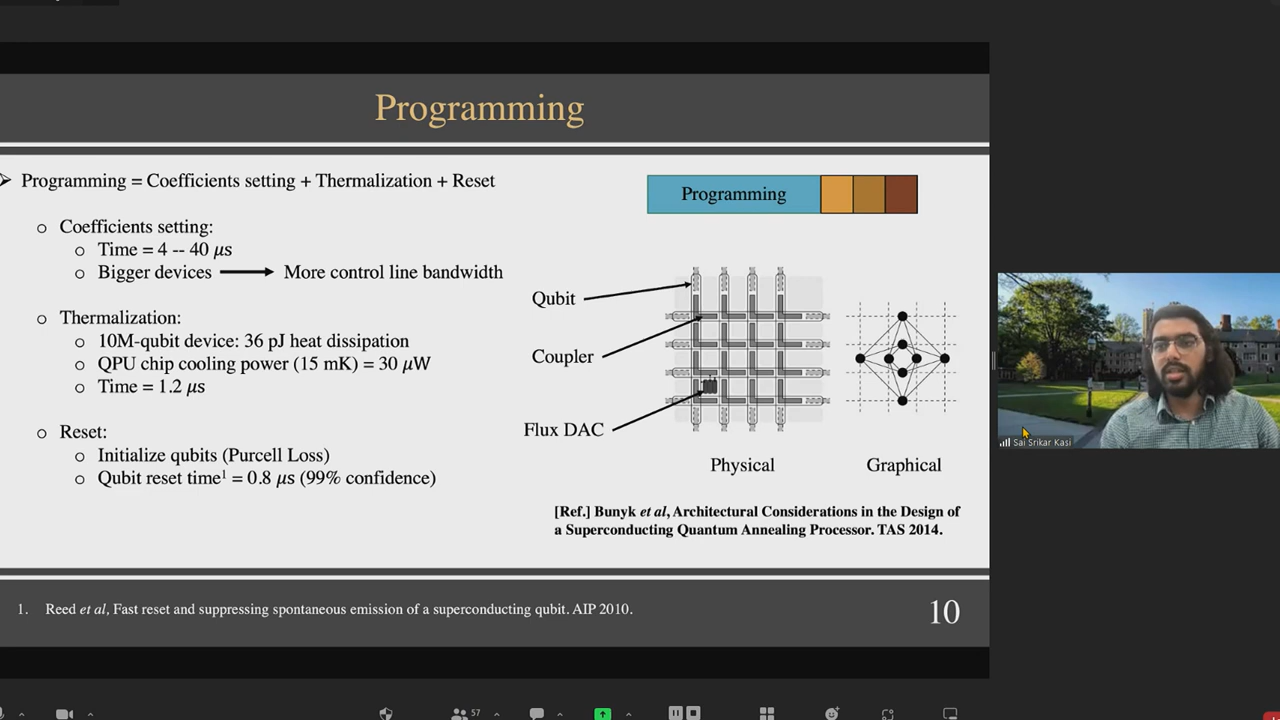 Programming
➢ Programming = Coefficients setting + Thermalization + Reset
o Coefficients setting:
o Time = 4 -- 40 μs
o Bigger devices ⟶ More control line bandwidth
o Thermalization:
o 10M-qubit device: 36 pJ heat dissipation
o QPU chip cooling power (15 mK) = 30 μW
o Time = 1.2 μs
o Reset:
o Initialize qubits (Purcell Loss)
o Qubit reset time¹ = 0.8 μs (99% confidence)
Programming
Qubit
Coupler
Flux DAC
Physical
Graphical
[Ref.] Bunyk et al, Architectural Considerations in the Design of
a Superconducting Quantum Annealing Processor. TAS 2014.
1. Reed et al, Fast reset and suppressing spontaneous emission of a superconducting qubit. AIP 2010.
10
Sai Srikar Kasi
57